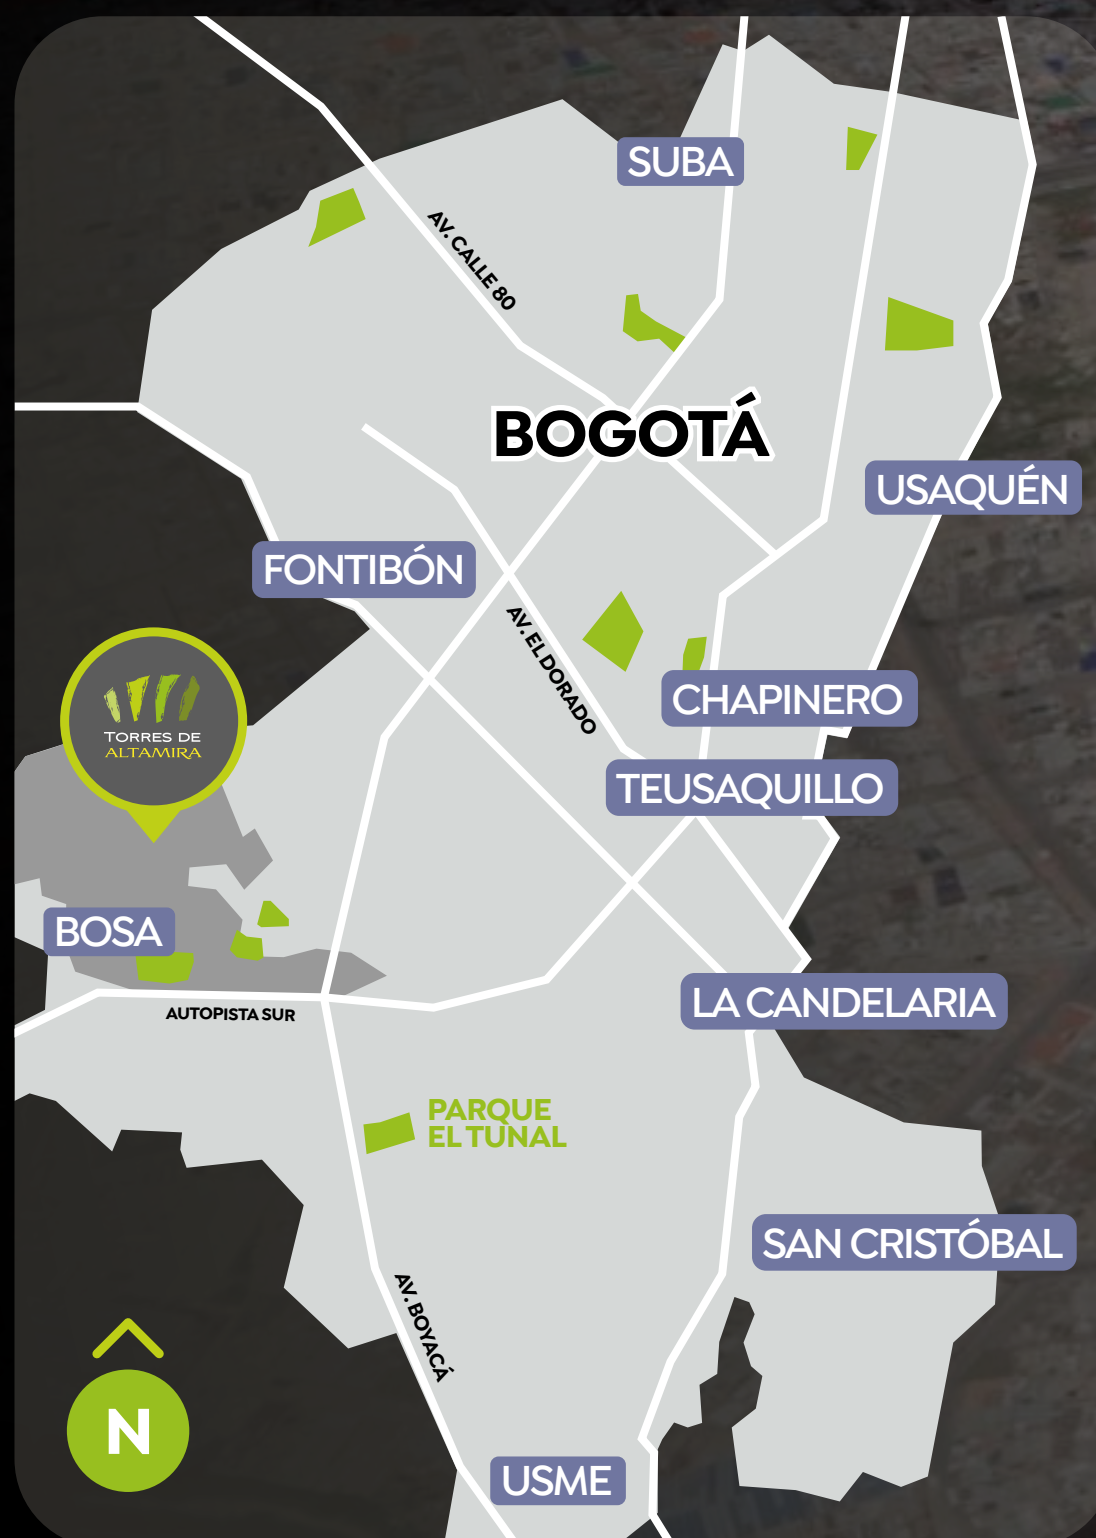 SUBA
AV. CALLE 80
BOGOTÁ
USAQUÉN
FONTIBÓN
AV. EL DORADO
CHAPINERO
TORRES DE
ALTAMIRA
TEUSAQUILLO
BOSA
LA CANDELARIA
AUTOPISTA SUR
PARQUE
EL TUNAL
SAN CRISTÓBAL
AV. BOYACÁ
N
USME